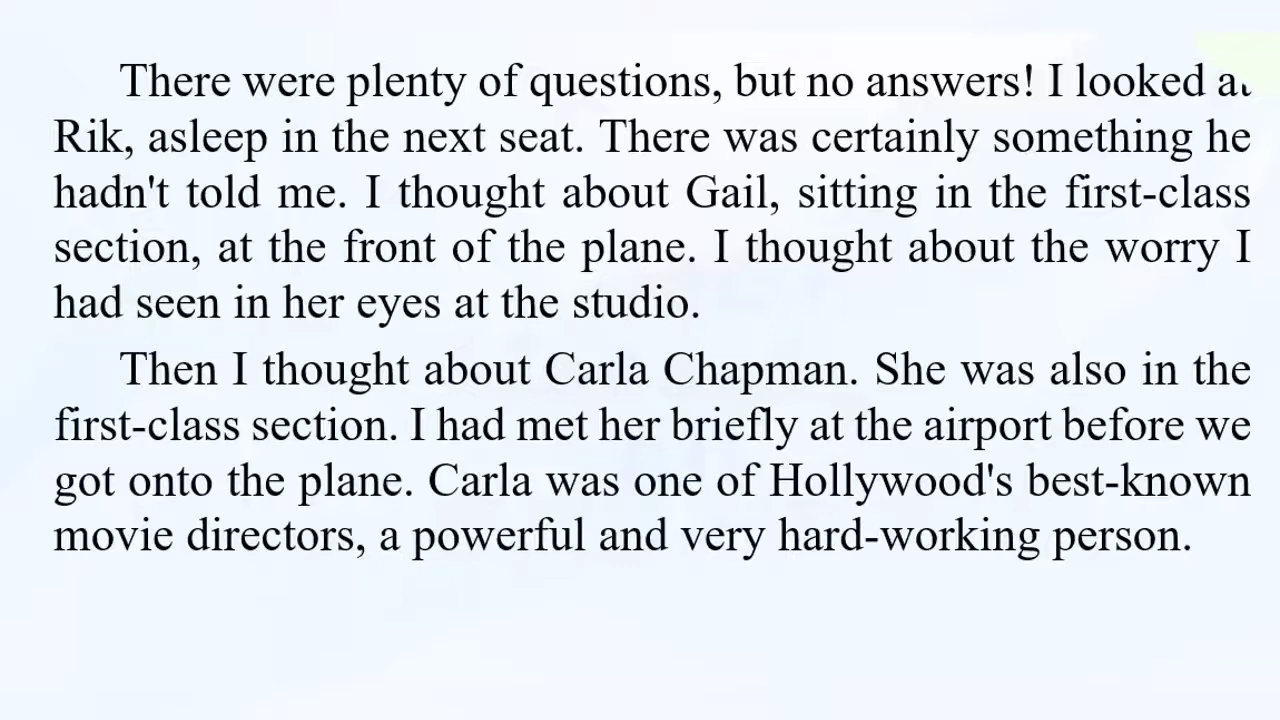 There were plenty of questions, but no answers! I looked at
Rik, asleep in the next seat. There was certainly something he
hadn't told me. I thought about Gail, sitting in the first-class
section, at the front of the plane. I thought about the worry I
had seen in her eyes at the studio.
Then I thought about Carla Chapman. She was also in the
first-class section. I had met her briefly at the airport before we
got onto the plane. Carla was one of Hollywood's best-known
movie directors, a powerful and very hard-working person.